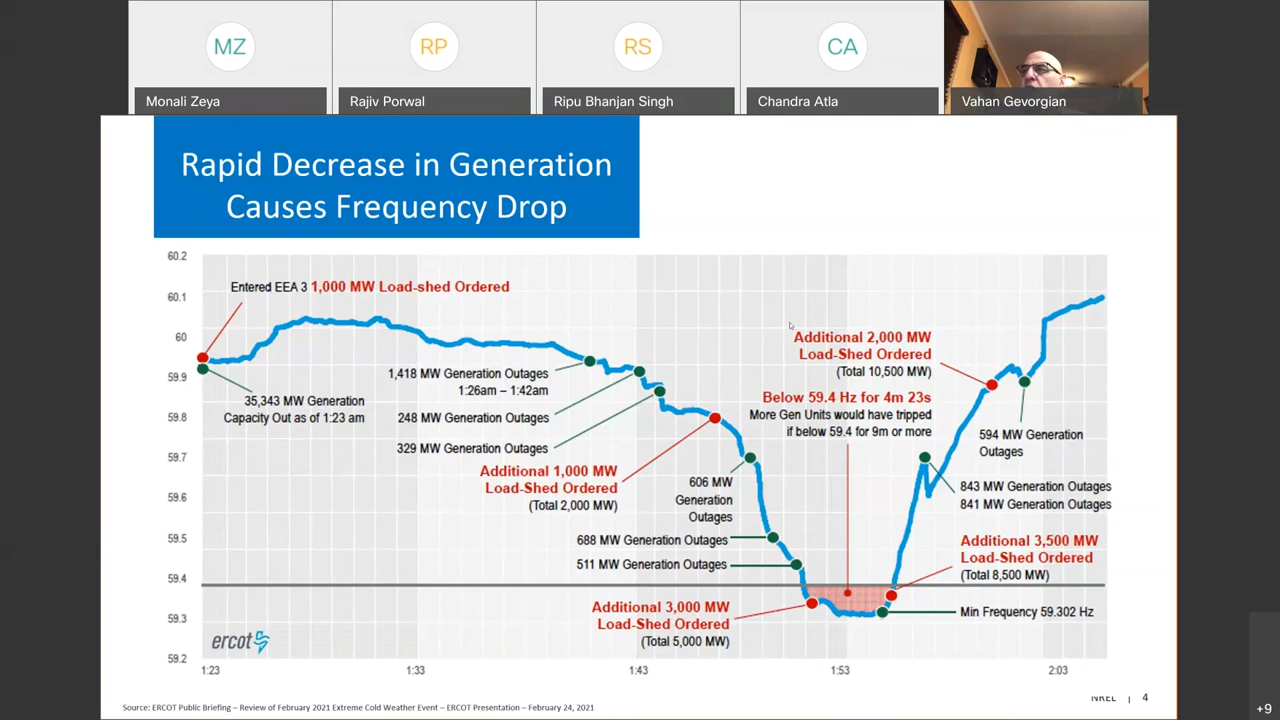 MZ
RP
RS
CA
Monali Zeya
Rajiv Porwal
Ripu Bhanjan Singh
Chandra Atla
Vahan Gevorgian
Rapid Decrease in Generation
Causes Frequency Drop
60.2
60.1
60
59.9
59.8
59.7
59.6
59.5
59.4
59.3
59.2
Entered EEA 3 1,000 MW Load-shed Ordered
35,343 MW Generation
Capacity Out as of 1:23 am
1,418 MW Generation Outages
1:26am – 1:42am
248 MW Generation Outages
329 MW Generation Outages
Additional 1,000 MW
Load-Shed Ordered
(Total 2,000 MW)
606 MW
Generation
Outages
688 MW Generation Outages
511 MW Generation Outages
Additional 3,000 MW
Load-Shed Ordered
(Total 5,000 MW)
Additional 2,000 MW
Load-Shed Ordered
(Total 10,500 MW)
Below 59.4 Hz for 4m 23s
More Gen Units would have tripped
if below 59.4 for 9m or more
594 MW Generation
Outages
843 MW Generation Outages
841 MW Generation Outages
Additional 3,500 MW
Load-Shed Ordered
(Total 8,500 MW)
Min Frequency 59.302 Hz
ercot
1:23
1:33
1:43
1:53
2:03
Source: ERCOT Public Briefing – Review of February 2021 Extreme Cold Weather Event – ERCOT Presentation – February 24, 2021
NREL | 4
+9